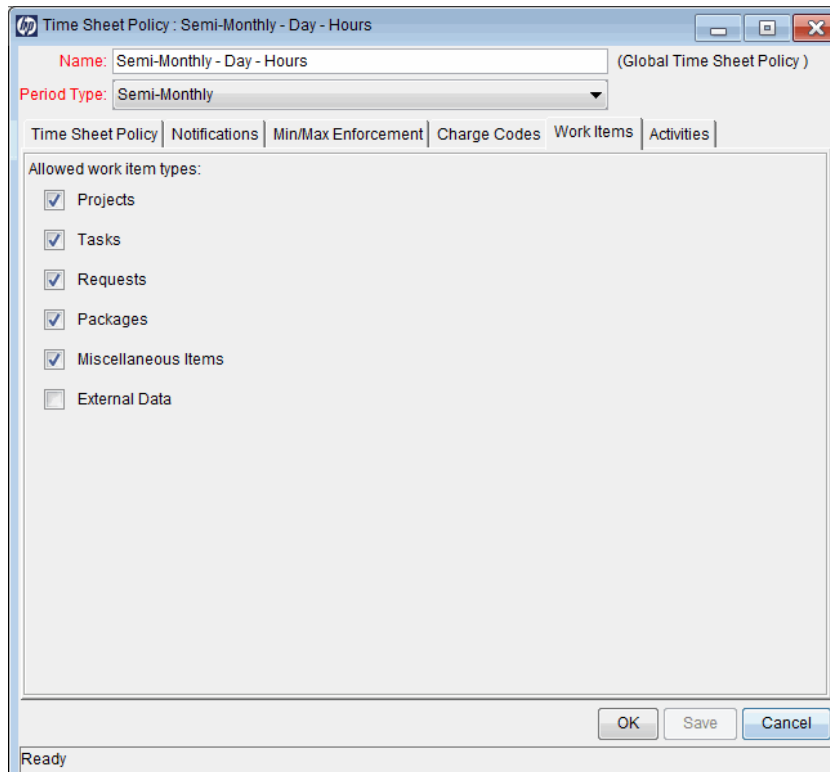 hp Time Sheet Policy : Semi-Monthly - Day - Hours
Name: Semi-Monthly - Day - Hours (Global Time Sheet Policy )
Period Type: Semi-Monthly
Time Sheet Policy Notifications Min/Max Enforcement Charge Codes Work Items Activities
Allowed work item types:
Projects
Tasks
Requests
Packages
Miscellaneous Items
External Data
OK Save Cancel
Ready